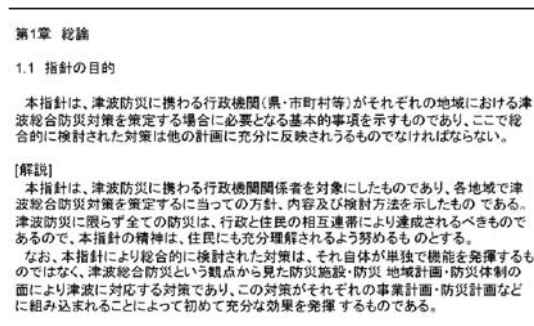 第1章 総論
1.1 指針の目的
本指針は、津波防災に携わる行政機関（県・市町村等）がそれぞれの地域における津
波総合防災対策を策定する場合に必要となる基本的事項を示すものであり、ここで総
合的に検討された対策は他の計画に充分に反映されうるものでなければならない。
[解説]
本指針は、津波防災に携わる行政機関関係者を対象にしたものであり、各地域で津
波総合防災対策を策定するに当っての方針、内容及び検討方法を示したもの である。
津波防災に限らず全ての防災は、行政と住民の相互連帯により達成されるべきもので
あるので、本指針の精神は、住民にも充分理解されるよう努めるも のとする。
なお、本指針により総合的に検討された対策は、それ自体が単独で機能を発揮するも
のではなく、津波総合防災という観点から見た防災施設・防災 地域計画・防災体制の
面により津波に対応する対策であり、この対策がそれぞれの事業計画・防災計画など
に組み込まれることによって初めて充分な効果を発揮 するものである。